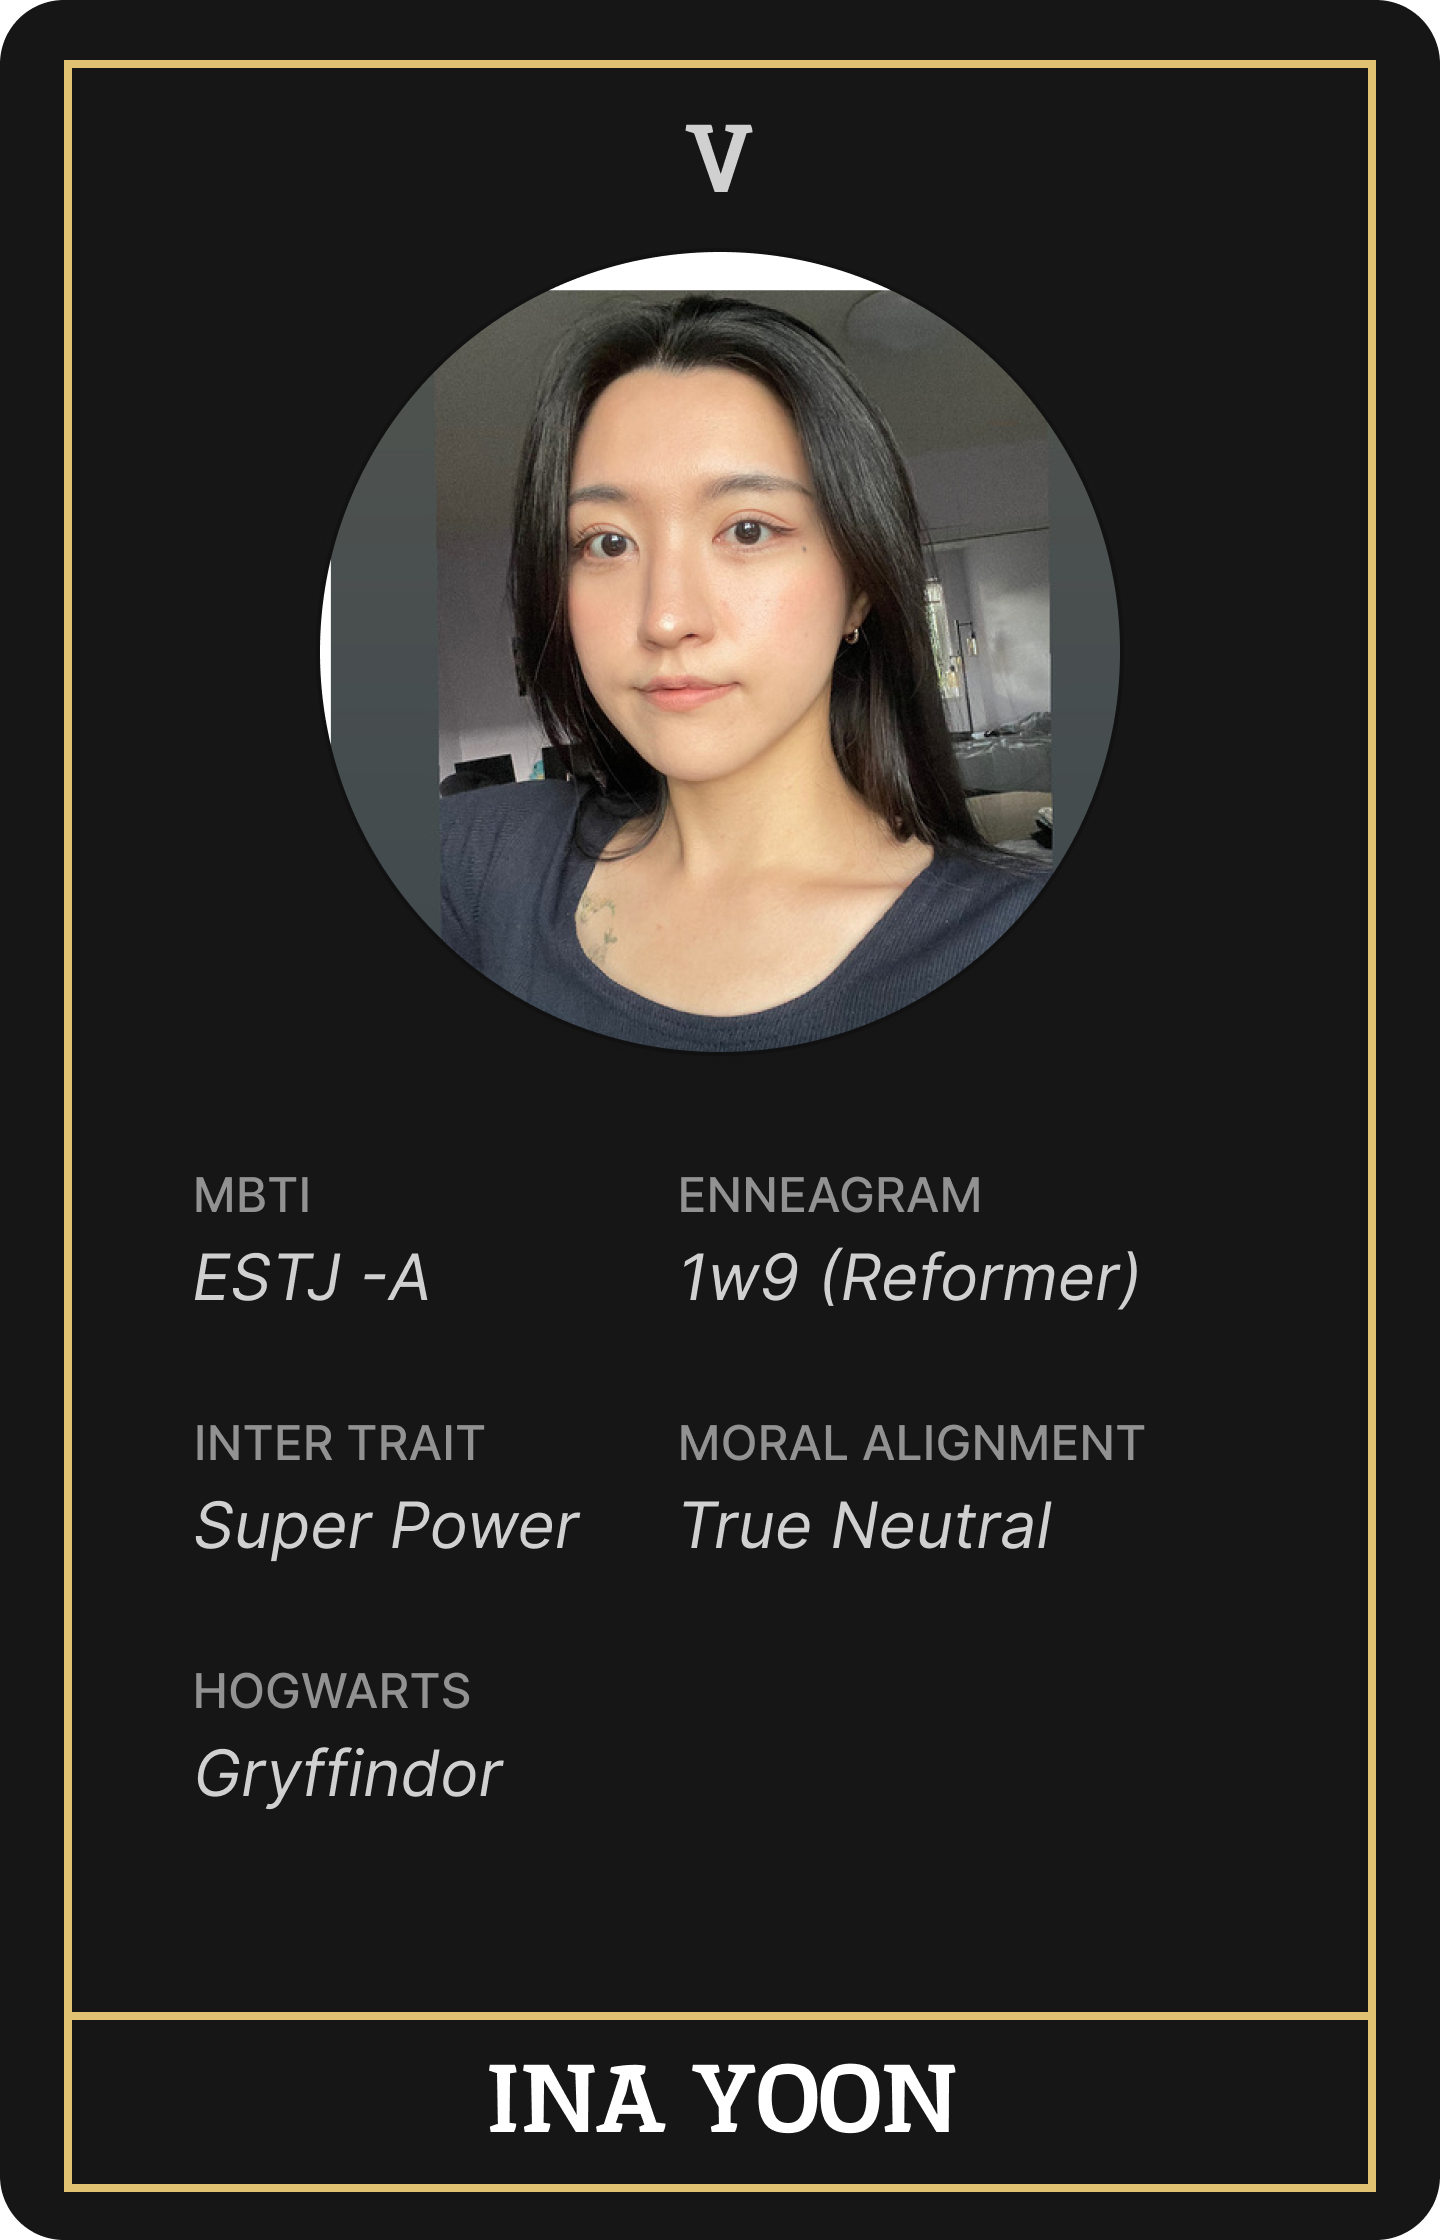 V
MBTI
ESTJ -A
ENNEAGRAM
1w9 (Reformer)
INTER TRAIT
Super Power
MORAL ALIGNMENT
True Neutral
HOGWARTS
Gryffindor
INA YOON